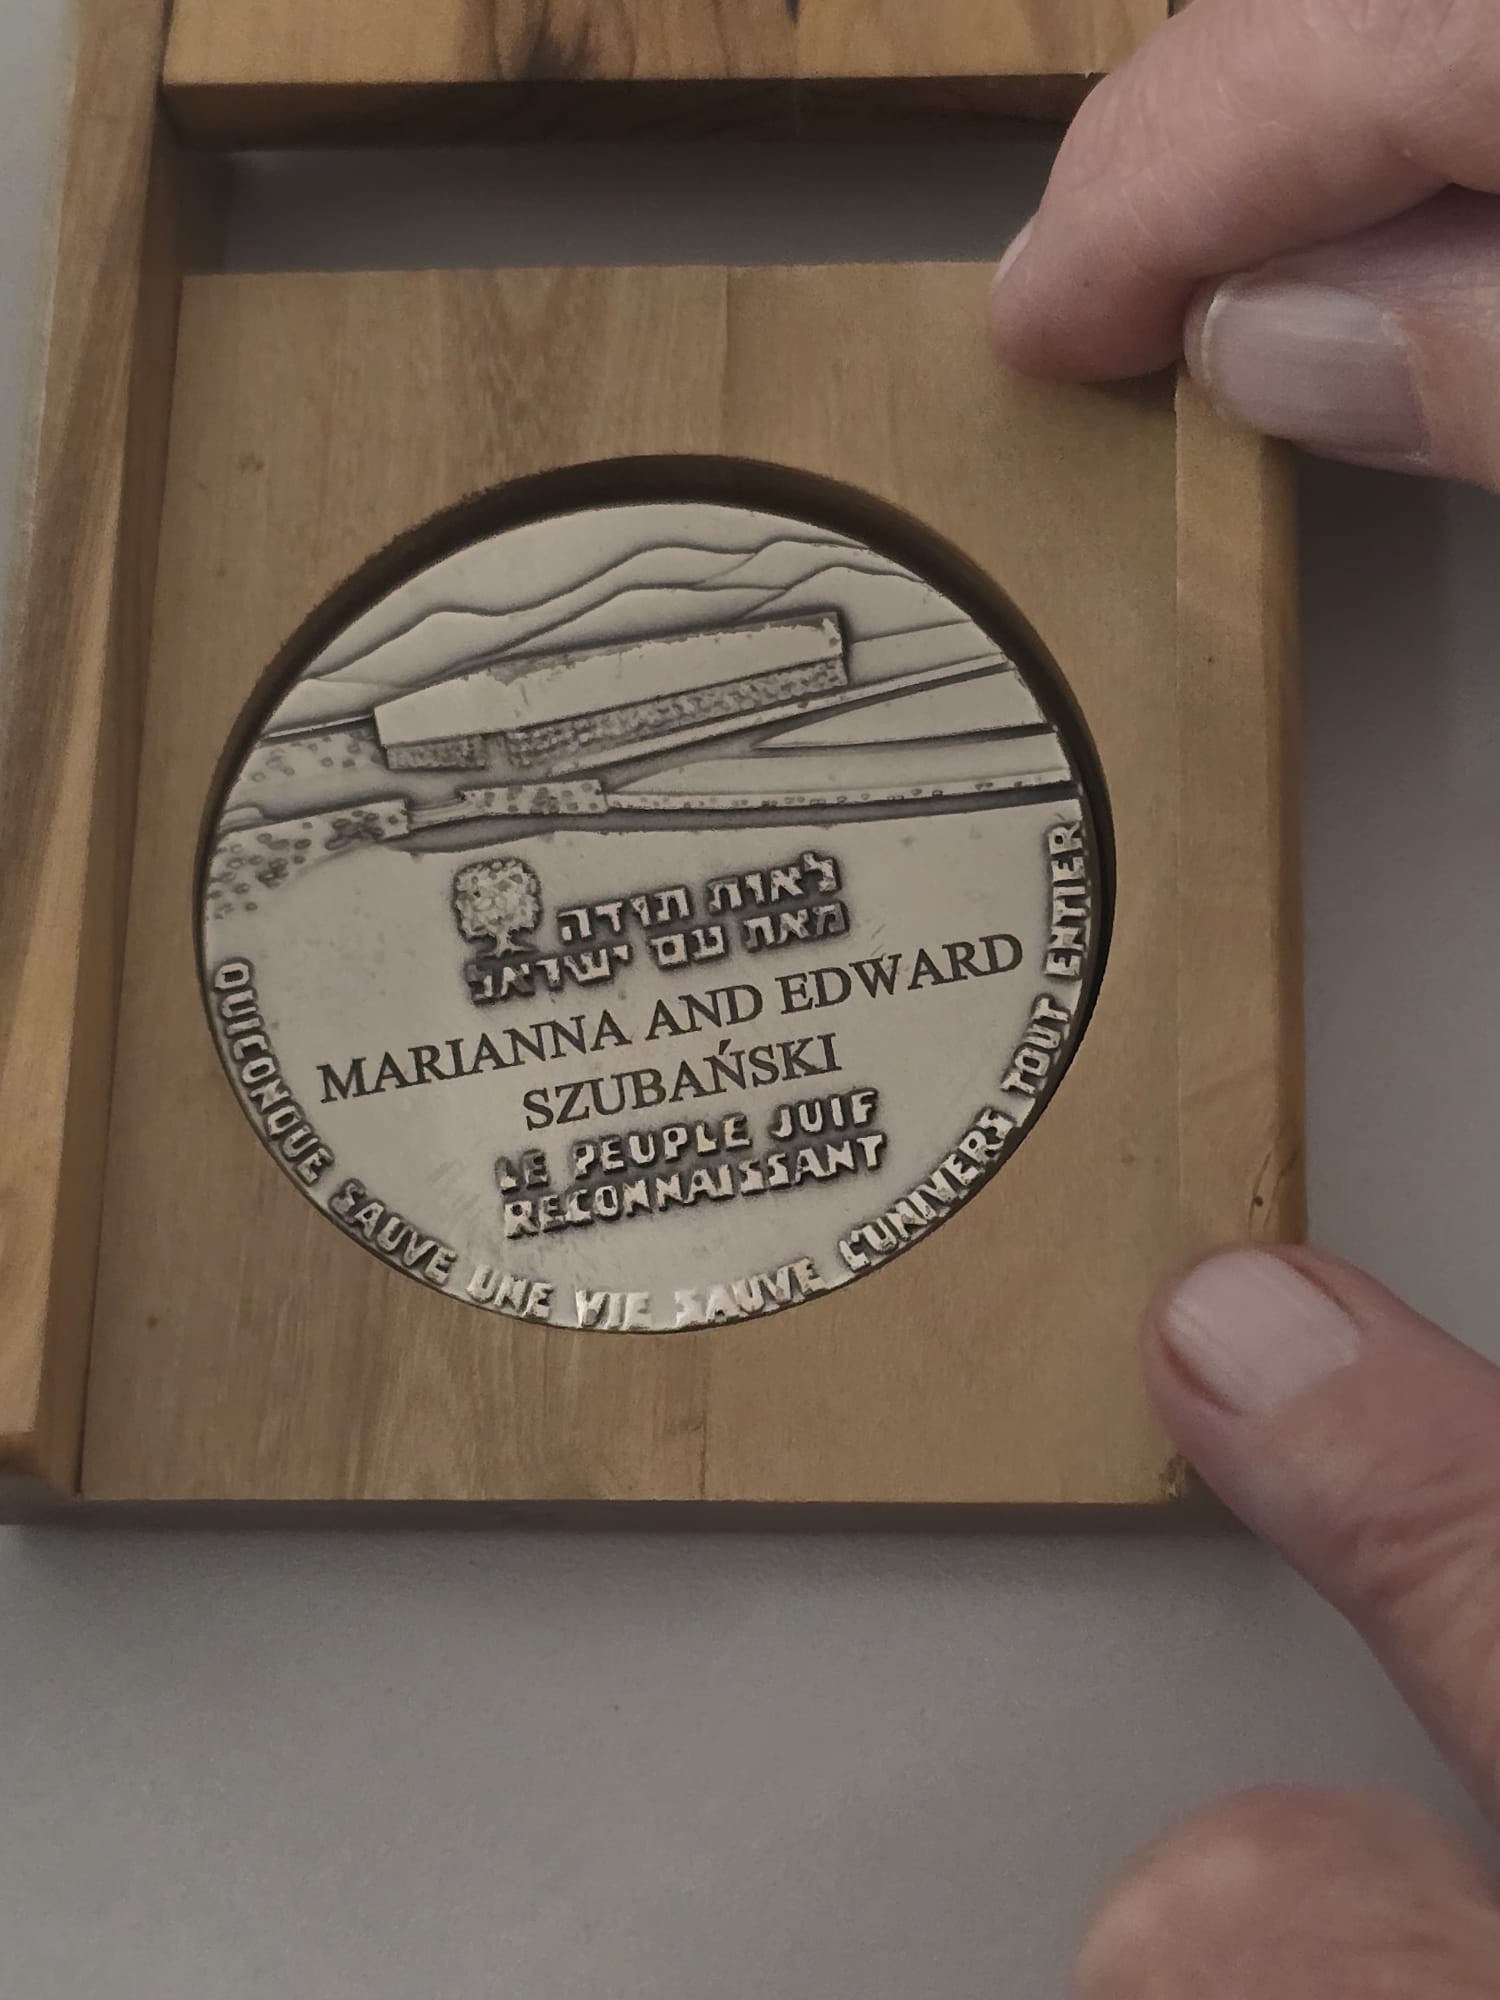 לאות תודה
מאת עם ישראל
MARIANNA AND EDWARD
SZUBAŃSKI
LE PEUPLE JUIF
RECONNAISSANT
QUICONQUE SAUVE UNE VIE SAUVE L'UNIVERS TOUT ENTIER